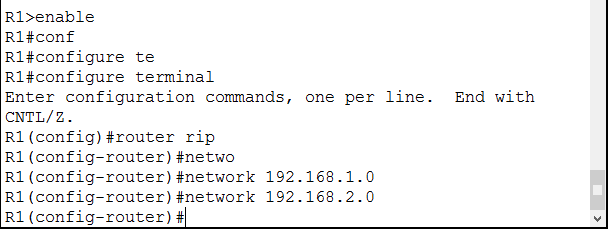 R1>enable
R1#conf
R1#configure te
R1#configure terminal
Enter configuration commands, one per line.  End with
CNTL/Z.
R1(config)#router rip
R1(config-router)#netwo
R1(config-router)#network 192.168.1.0
R1(config-router)#network 192.168.2.0
R1(config-router)#